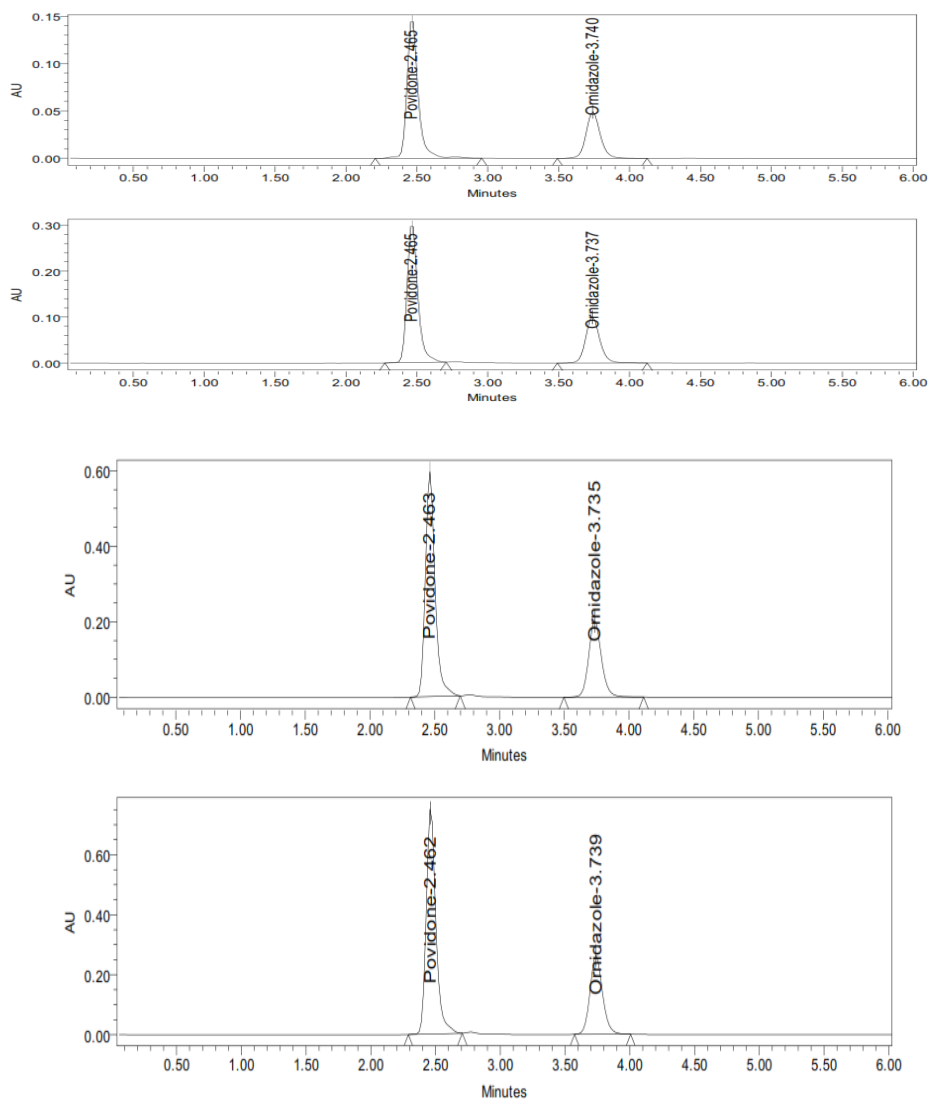 0.15
0.10
0.05
0.00
AU
Povidone-2.465
Ornidazole-3.740
0.50 1.00 1.50 2.00 2.50 3.00 3.50 4.00 4.50 5.00 5.50 6.00
Minutes
0.30
0.20
0.10
0.00
AU
Povidone-2.465
Ornidazole-3.737
0.50 1.00 1.50 2.00 2.50 3.00 3.50 4.00 4.50 5.00 5.50 6.00
Minutes
0.60
0.40
0.20
0.00
AU
Povidone-2.463
Ornidazole-3.735
0.50 1.00 1.50 2.00 2.50 3.00 3.50 4.00 4.50 5.00 5.50 6.00
Minutes
0.60
0.40
0.20
0.00
AU
Povidone-2.462
Ornidazole-3.739
0.50 1.00 1.50 2.00 2.50 3.00 3.50 4.00 4.50 5.00 5.50 6.00
Minutes